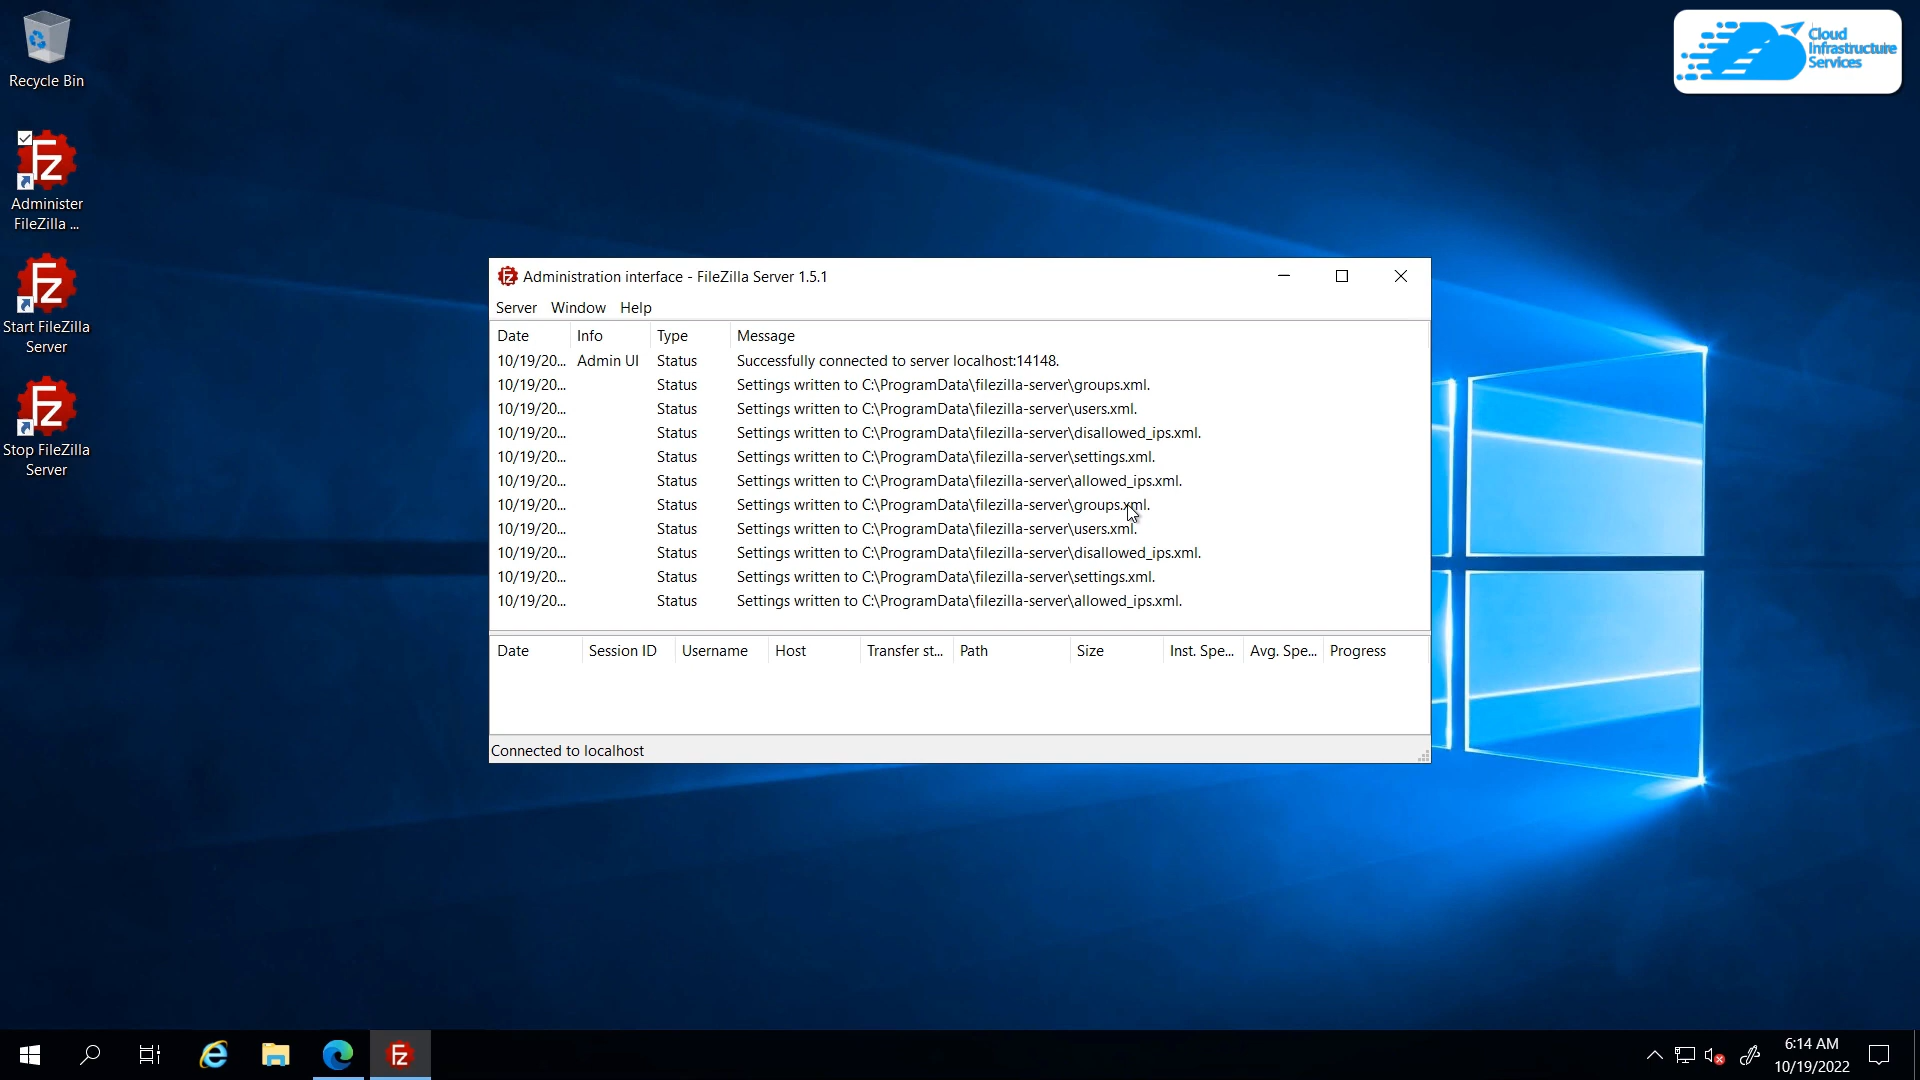 Recycle Bin
Administer
FileZilla ...
Start FileZilla
Server
Stop FileZilla
Server
Cloud
Infrastructure
Services
Administration interface - FileZilla Server 1.5.1
Server Window Help
Date Info Type Message
10/19/20... Admin UI Status Successfully connected to server localhost:14148.
10/19/20... Status Settings written to C:\ProgramData\filezilla-server\groups.xml.
10/19/20... Status Settings written to C:\ProgramData\filezilla-server\users.xml.
10/19/20... Status Settings written to C:\ProgramData\filezilla-server\disallowed_ips.xml.
10/19/20... Status Settings written to C:\ProgramData\filezilla-server\settings.xml.
10/19/20... Status Settings written to C:\ProgramData\filezilla-server\allowed_ips.xml.
10/19/20... Status Settings written to C:\ProgramData\filezilla-server\groups.xml.
10/19/20... Status Settings written to C:\ProgramData\filezilla-server\users.xml.
10/19/20... Status Settings written to C:\ProgramData\filezilla-server\disallowed_ips.xml.
10/19/20... Status Settings written to C:\ProgramData\filezilla-server\settings.xml.
10/19/20... Status Settings written to C:\ProgramData\filezilla-server\allowed_ips.xml.
Date Session ID Username Host Transfer st... Path Size Inst. Spe... Avg. Spe... Progress
Connected to localhost
6:14 AM
10/19/2022